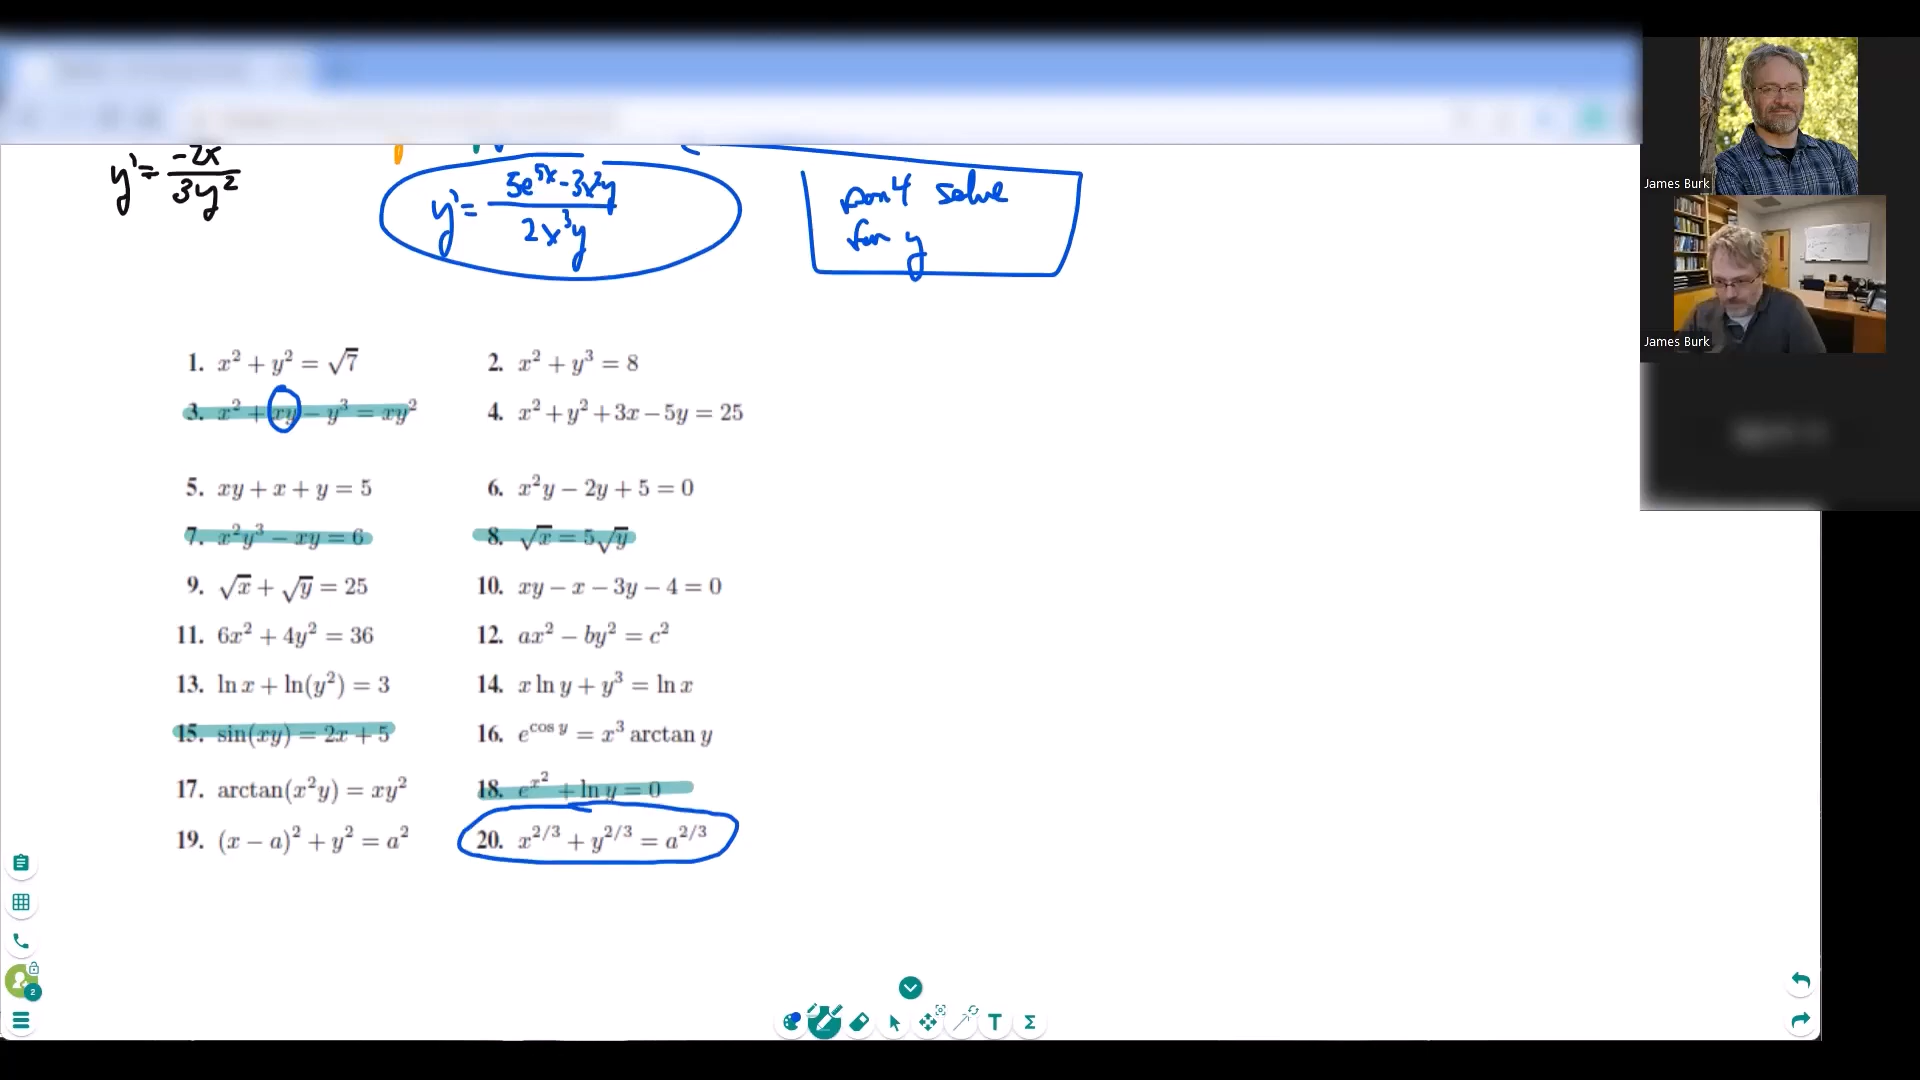 y' = -2x / 3y²
y' = 5e^5x - 3x²y / 2x³y
don't solve
for y
1. x² + y² = √7
2. x² + y³ = 8
3. x² + xy − y³ = xy²
4. x² + y² + 3x − 5y = 25
5. xy + x + y = 5
6. x²y − 2y + 5 = 0
7. x²y³ − xy = 6
8. √x = 5√y
9. √x + √y = 25
10. xy − x − 3y − 4 = 0
11. 6x² + 4y² = 36
12. ax² − by² = c²
13. ln x + ln(y²) = 3
14. x ln y + y³ = ln x
15. sin(xy) = 2x + 5
16. e^cos y = x³ arctan y
17. arctan(x²y) = xy²
18. e^x² + ln y = 0
19. (x − a)² + y² = a²
20. x^2/3 + y^2/3 = a^2/3
James Burk
James Burk
2
T
Σ